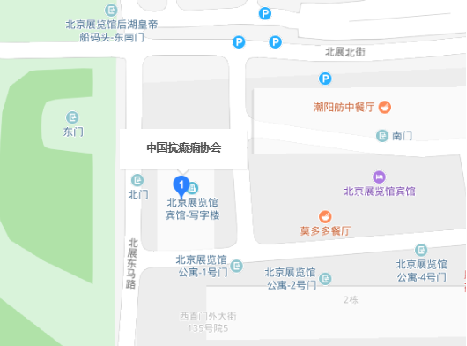 北京展览馆后湖皇帝
船码头-东南门
P
P
P
北展北街
P
潮阳舫中餐厅
东门
南门
中国抗癫痫协会
北门
1
北京展览馆
宾馆-写字楼
北京展览馆宾馆
莫多多餐厅
北展东马路
北京展览馆
公寓-1号门
北京展览馆
公寓-2号门
北京展览馆
公寓-4号门
2栋
西直门外大街
135号院5